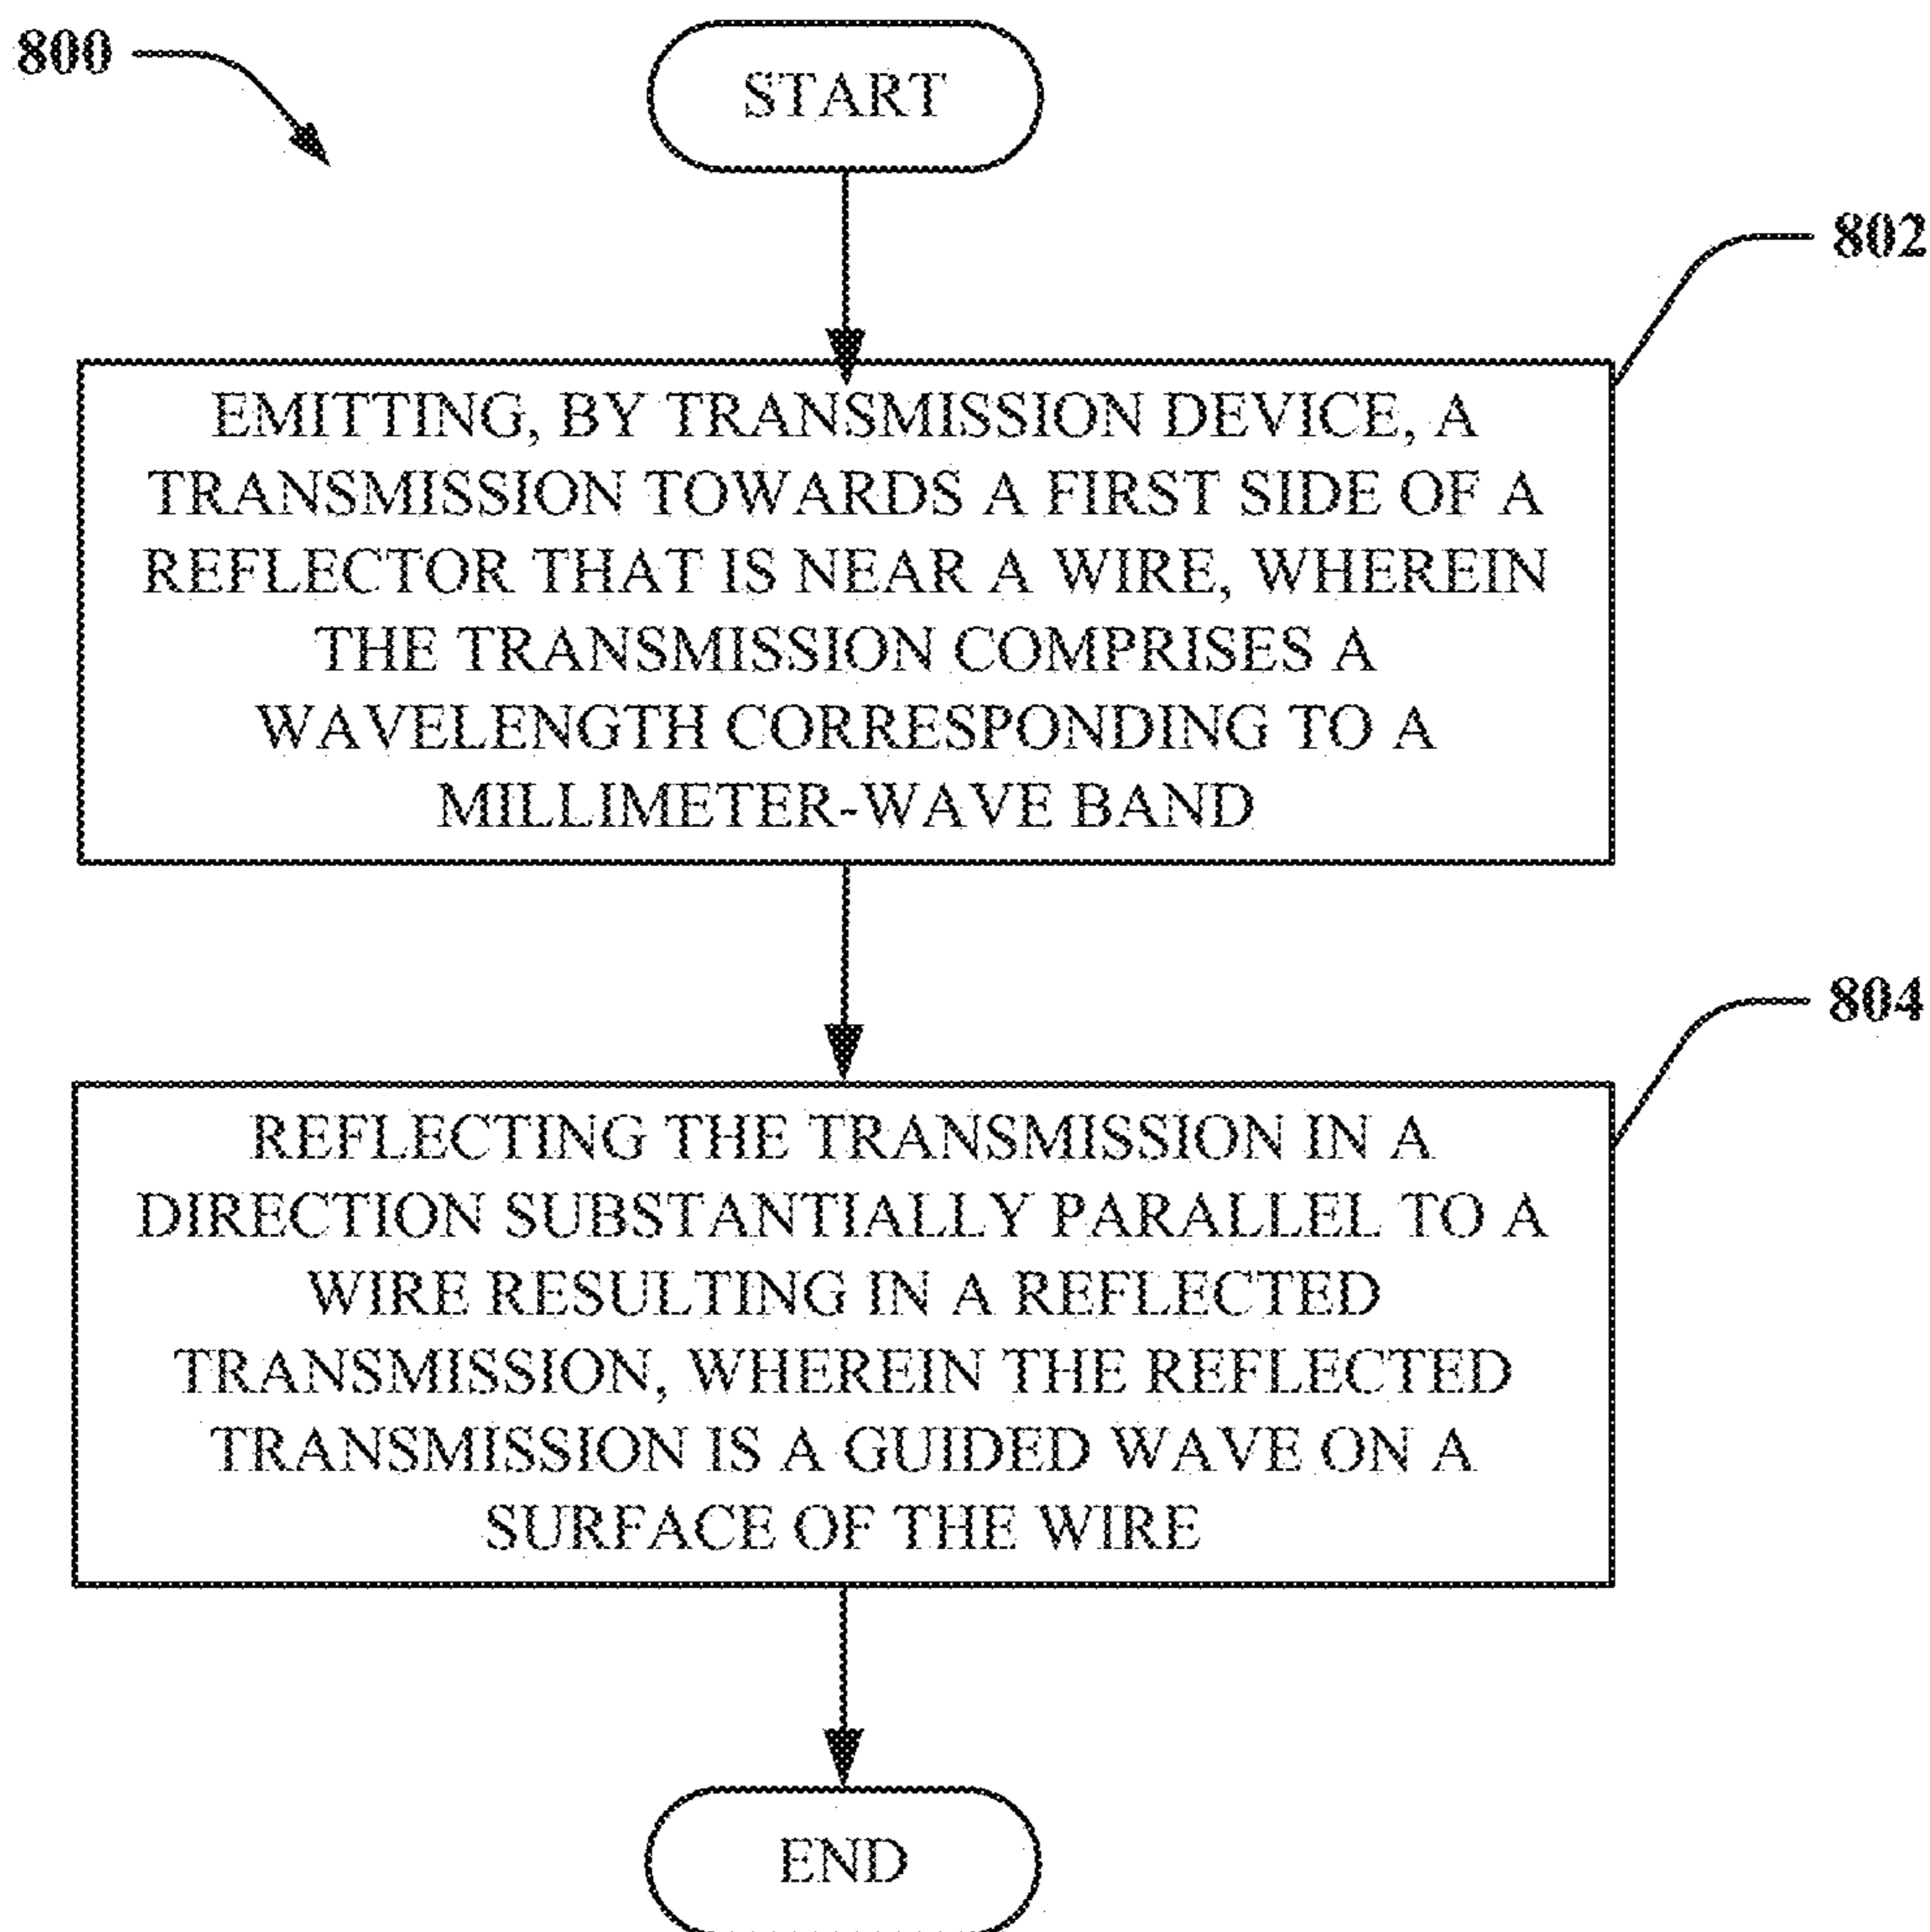 800
START
802
EMITTING, BY TRANSMISSION DEVICE, A
TRANSMISSION TOWARDS A FIRST SIDE OF A
REFLECTOR THAT IS NEAR A WIRE, WHEREIN
THE TRANSMISSION COMPRISES A
WAVELENGTH CORRESPONDING TO A
MILLIMETER-WAVE BAND
804
REFLECTING THE TRANSMISSION IN A
DIRECTION SUBSTANTIALLY PARALLEL TO A
WIRE RESULTING IN A REFLECTED
TRANSMISSION, WHEREIN THE REFLECTED
TRANSMISSION IS A GUIDED WAVE ON A
SURFACE OF THE WIRE
END